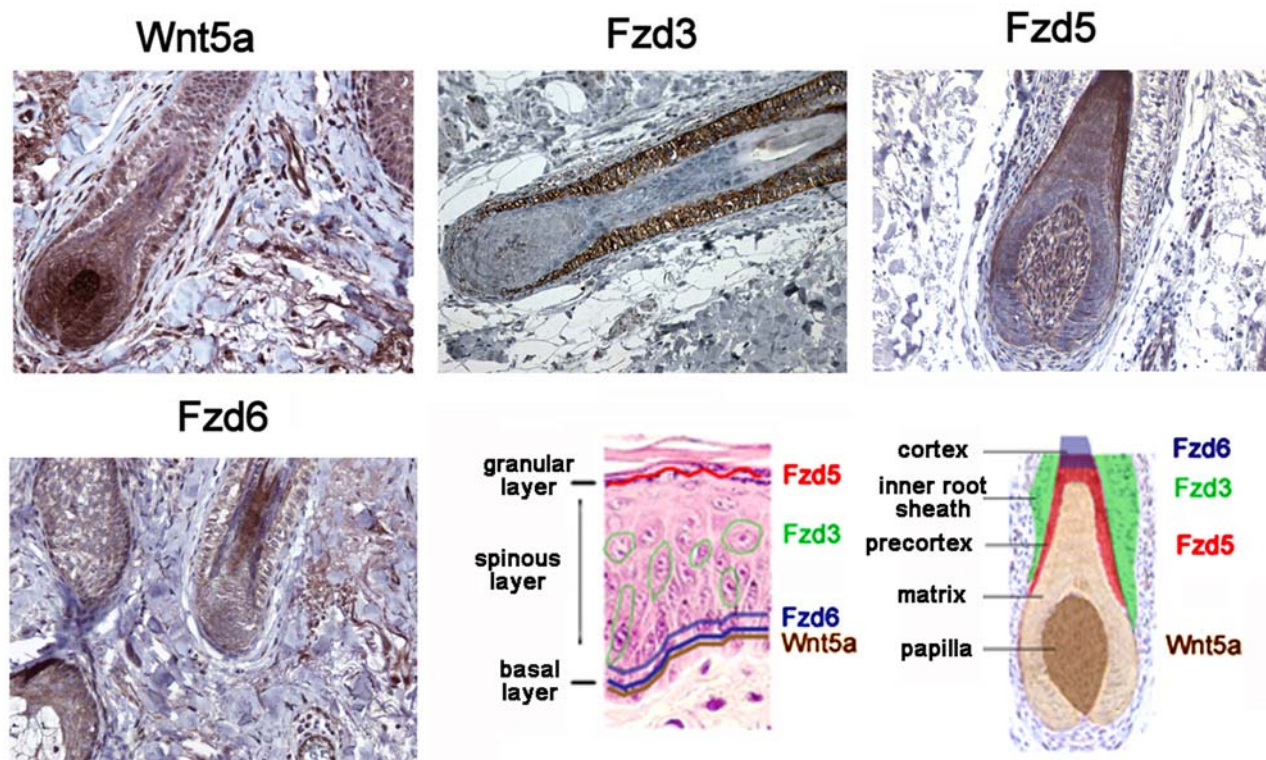 Wnt5a
Fzd3
Fzd5
Fzd6
granular
layer
spinous
layer
basal
layer
Fzd5
Fzd3
Fzd6
Wnt5a
cortex
inner root
sheath
precortex
matrix
papilla
Fzd6
Fzd3
Fzd5
Wnt5a